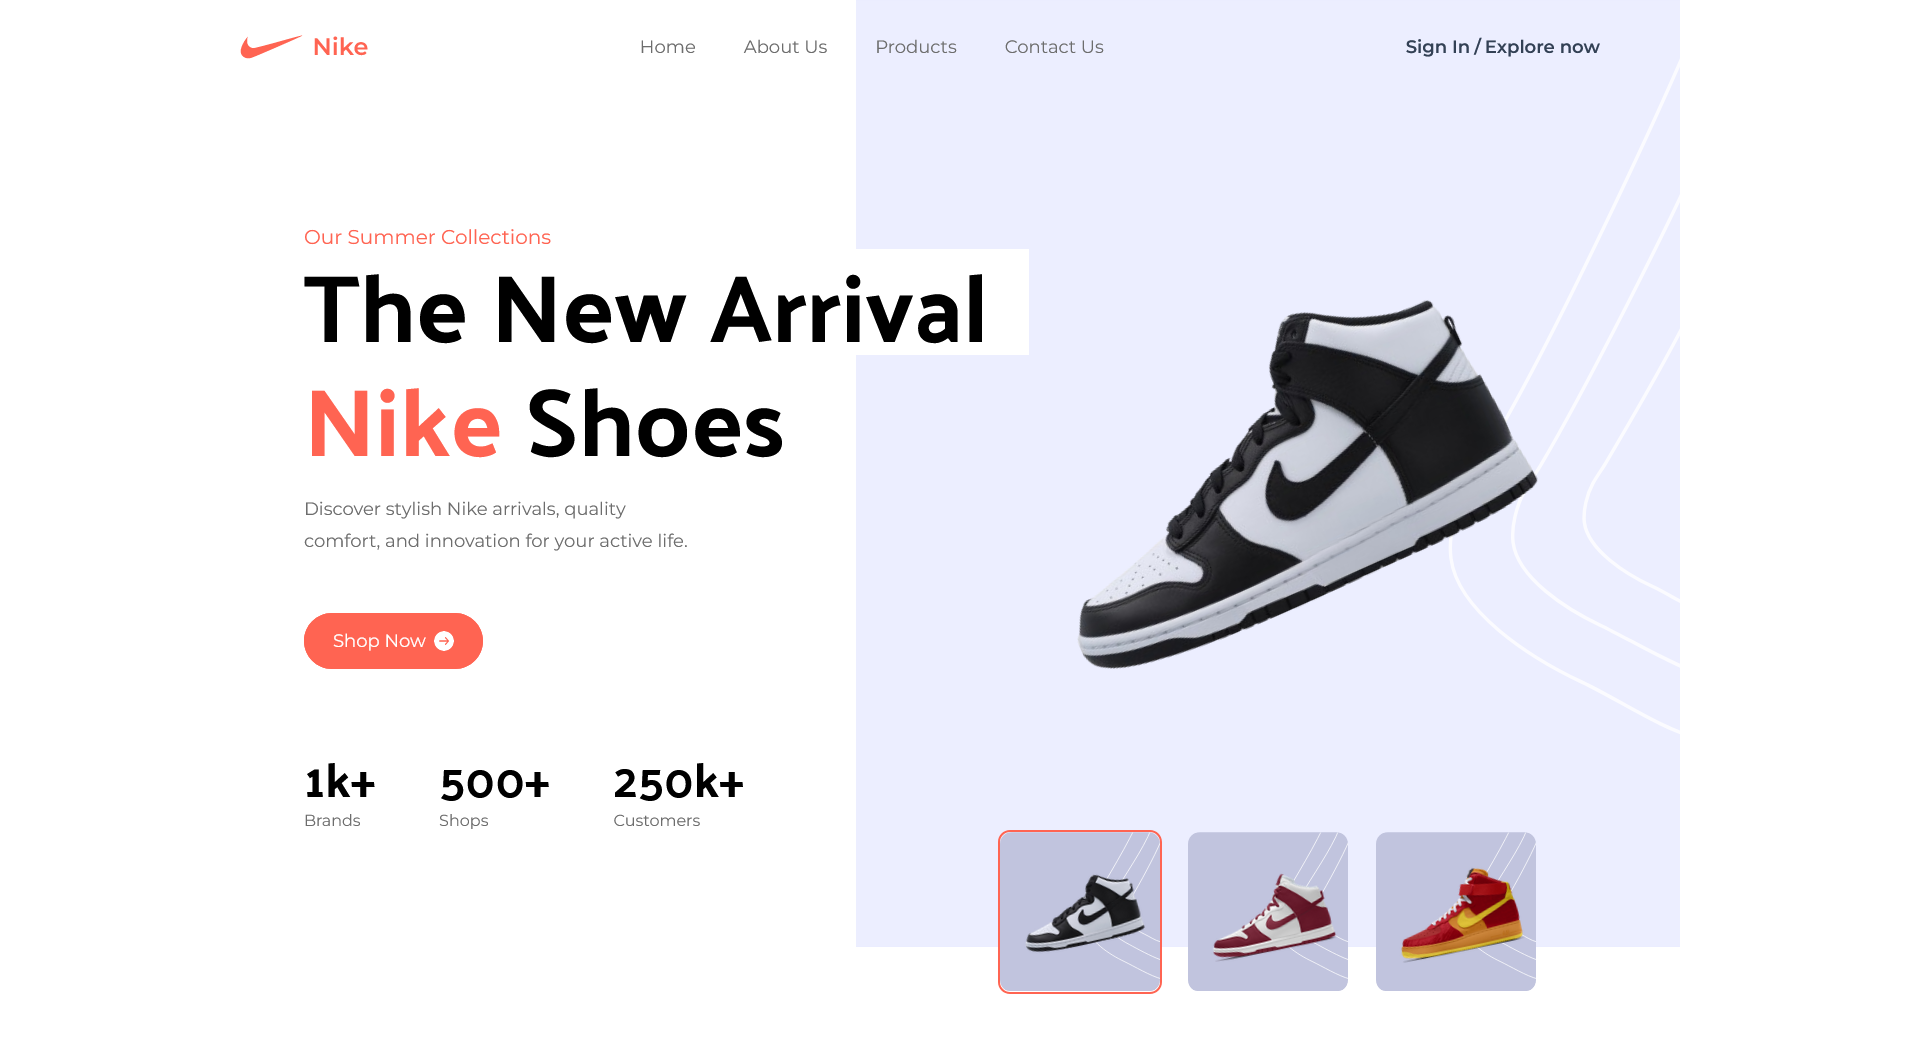 Nike
Home
About Us
Products
Contact Us
Sign In / Explore now
Our Summer Collections
The New Arrival
Nike Shoes
Discover stylish Nike arrivals, quality
comfort, and innovation for your active life.
Shop Now
1k+
Brands
500+
Shops
250k+
Customers